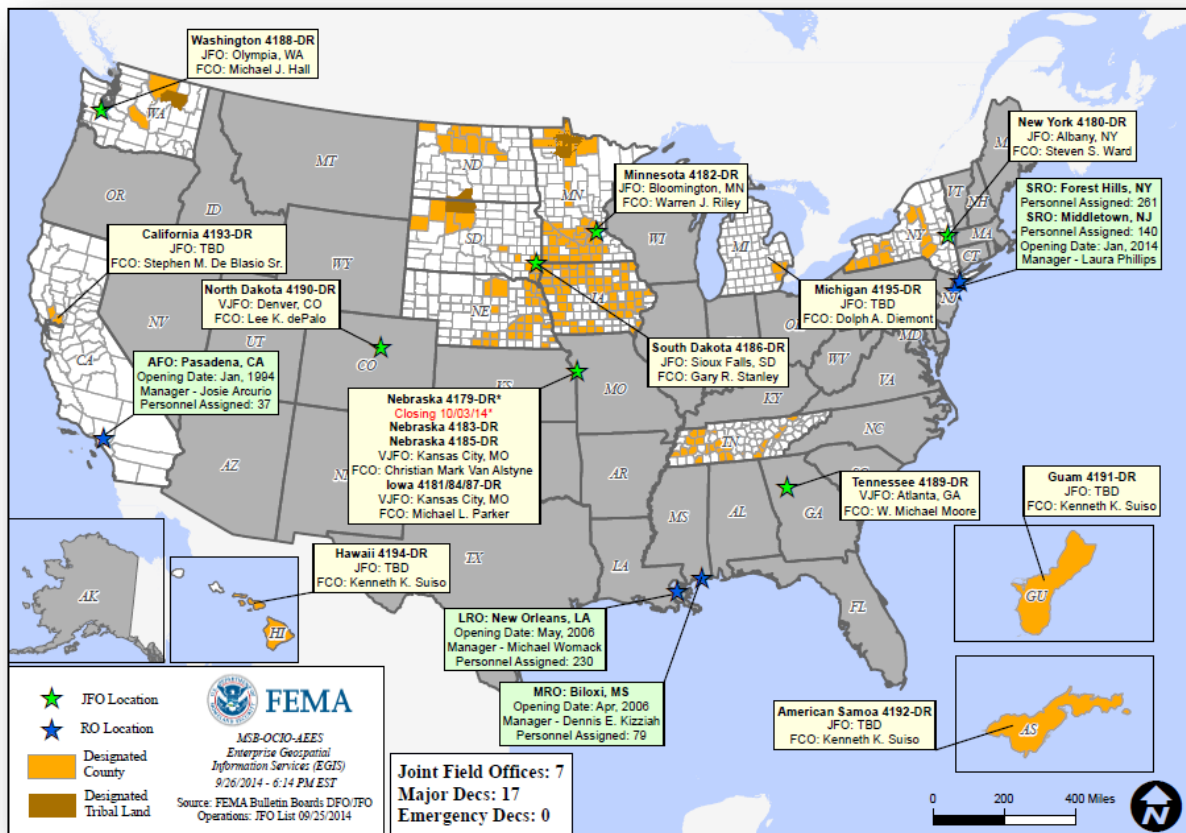 Washington 4188-DR
JFO: Olympia, WA
FCO: Michael J. Hall
New York 4180-DR
JFO: Albany, NY
FCO: Steven S. Ward
Minnesota 4182-DR
JFO: Bloomington, MN
FCO: Warren J. Riley
SRO: Forest Hills, NY
Personnel Assigned: 261
SRO: Middletown, NJ
Personnel Assigned: 140
Opening Date: Jan, 2014
Manager - Laura Phillips
California 4193-DR
JFO: TBD
FCO: Stephen M. De Blasio Sr.
North Dakota 4190-DR
VJFO: Denver, CO
FCO: Lee K. dePalo
Michigan 4195-DR
JFO: TBD
FCO: Dolph A. Diemont
South Dakota 4186-DR
JFO: Sioux Falls, SD
FCO: Gary R. Stanley
AFO: Pasadena, CA
Opening Date: Jan, 1994
Manager - Josie Arcurio
Personnel Assigned: 37
Nebraska 4179-DR*
Closing 10/03/14*
Nebraska 4183-DR
Nebraska 4185-DR
VJFO: Kansas City, MO
FCO: Christian Mark Van Alstyne
Iowa 4181/84/87-DR
VJFO: Kansas City, MO
FCO: Michael L. Parker
Tennessee 4189-DR
VJFO: Atlanta, GA
FCO: W. Michael Moore
Guam 4191-DR
JFO: TBD
FCO: Kenneth K. Suiso
Hawaii 4194-DR
JFO: TBD
FCO: Kenneth K. Suiso
LRO: New Orleans, LA
Opening Date: May, 2006
Manager - Michael Womack
Personnel Assigned: 230
MRO: Biloxi, MS
Opening Date: Apr, 2006
Manager - Dennis E. Kizziah
Personnel Assigned: 79
American Samoa 4192-DR
JFO: TBD
FCO: Kenneth K. Suiso
WA
OR
CA
NV
ID
MT
WY
UT
CO
AZ
ND
SD
NE
MN
IA
WI
MI
MO
AR
LA
TX
MS
AL
TN
KY
GA
FL
NC
VA
WV
MD
NJ
NY
CT
MA
VT
NH
AK
HI
GU
AS
JFO Location
RO Location
Designated
County
Designated
Tribal Land
FEMA
MSB-OCIO-AEES
Enterprise Geospatial
Information Services (EGIS)
9/26/2014 - 6:14 PM EST
Source: FEMA Bulletin Boards DFO/JFO
Operations: JFO List 09/25/2014
Joint Field Offices: 7
Major Decs: 17
Emergency Decs: 0
0 200 400 Miles
N